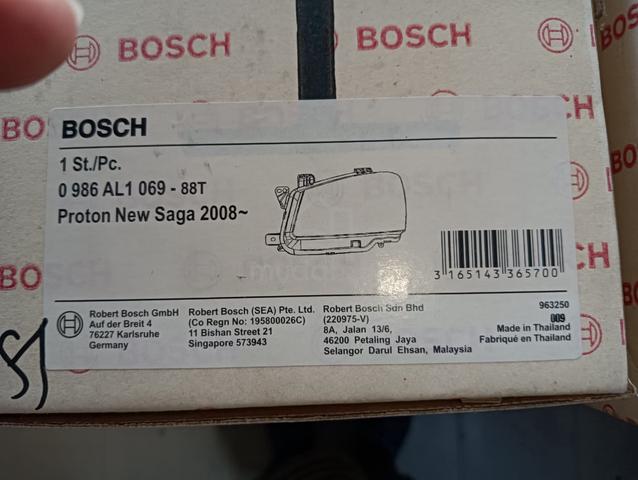 BOSCH
BOSCH
BOSCH
BO
BOSCH
1 St./Pc.
0 986 AL1 069 - 88T
Proton New Saga 2008~
3 165143 365700
Robert Bosch GmbH
Auf der Breit 4
76227 Karlsruhe
Germany
Robert Bosch (SEA) Pte. Ltd.
(Co Regn No: 195800026C)
11 Bishan Street 21
Singapore 573943
Robert Bosch Sdn Bhd
(220975-V)
8A, Jalan 13/6,
46200 Petaling Jaya
Selangor Darul Ehsan, Malaysia
963250
009
Made in Thailand
Fabriqué en Thailand